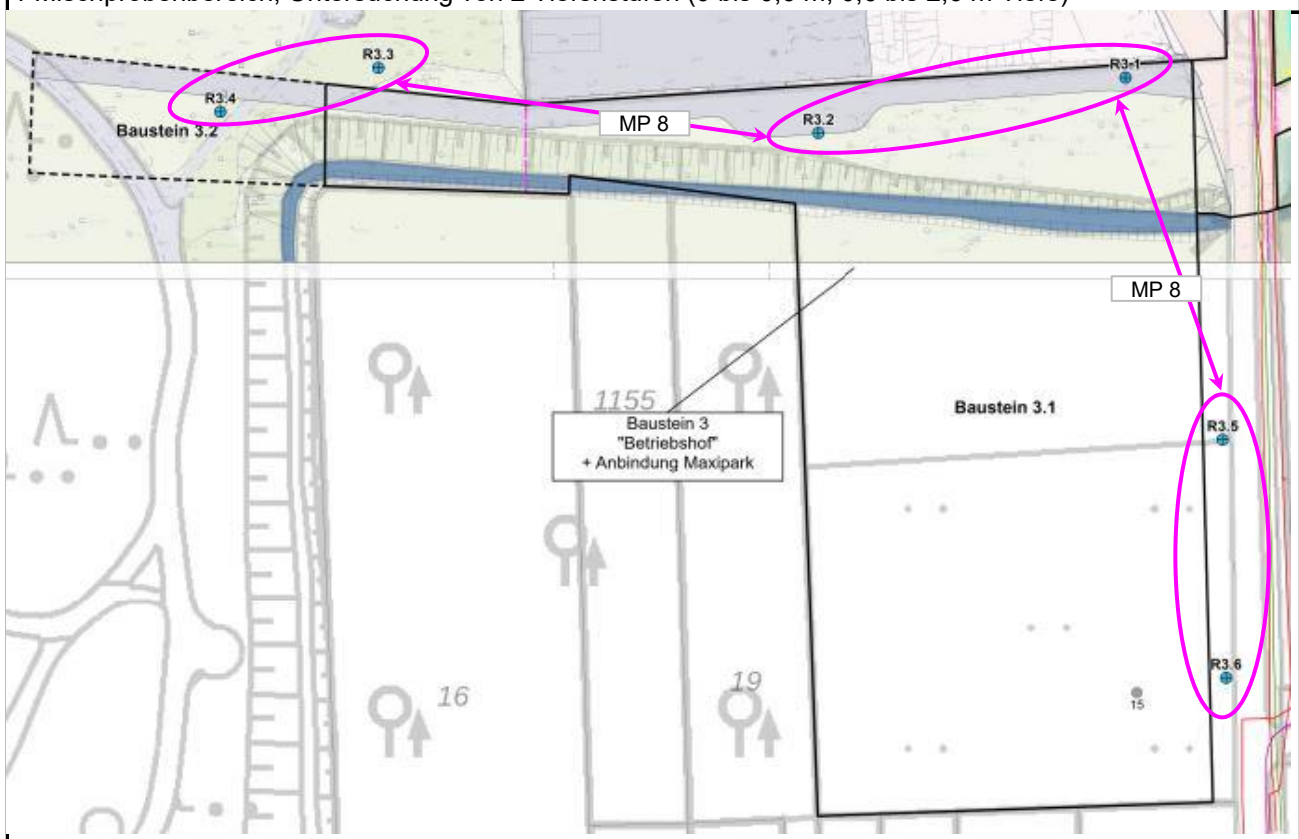 R3.3
R3-1
R3.4
MP 8
R3.2
Baustein 3.2
MP 8
1155
Baustein 3
"Betriebshof"
+ Anbindung Maxipark
Baustein 3.1
R3.5
R3.6
16
19
15